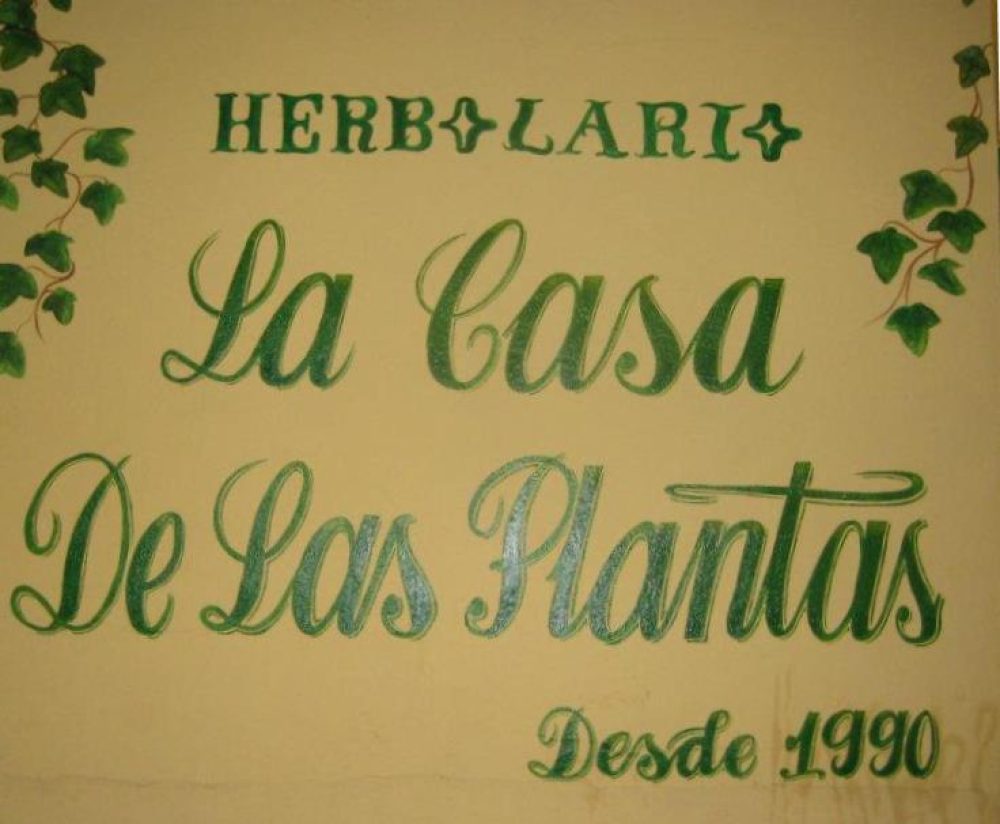 HERBOLARIO
La Casa
De Las Plantas
Desde 1990